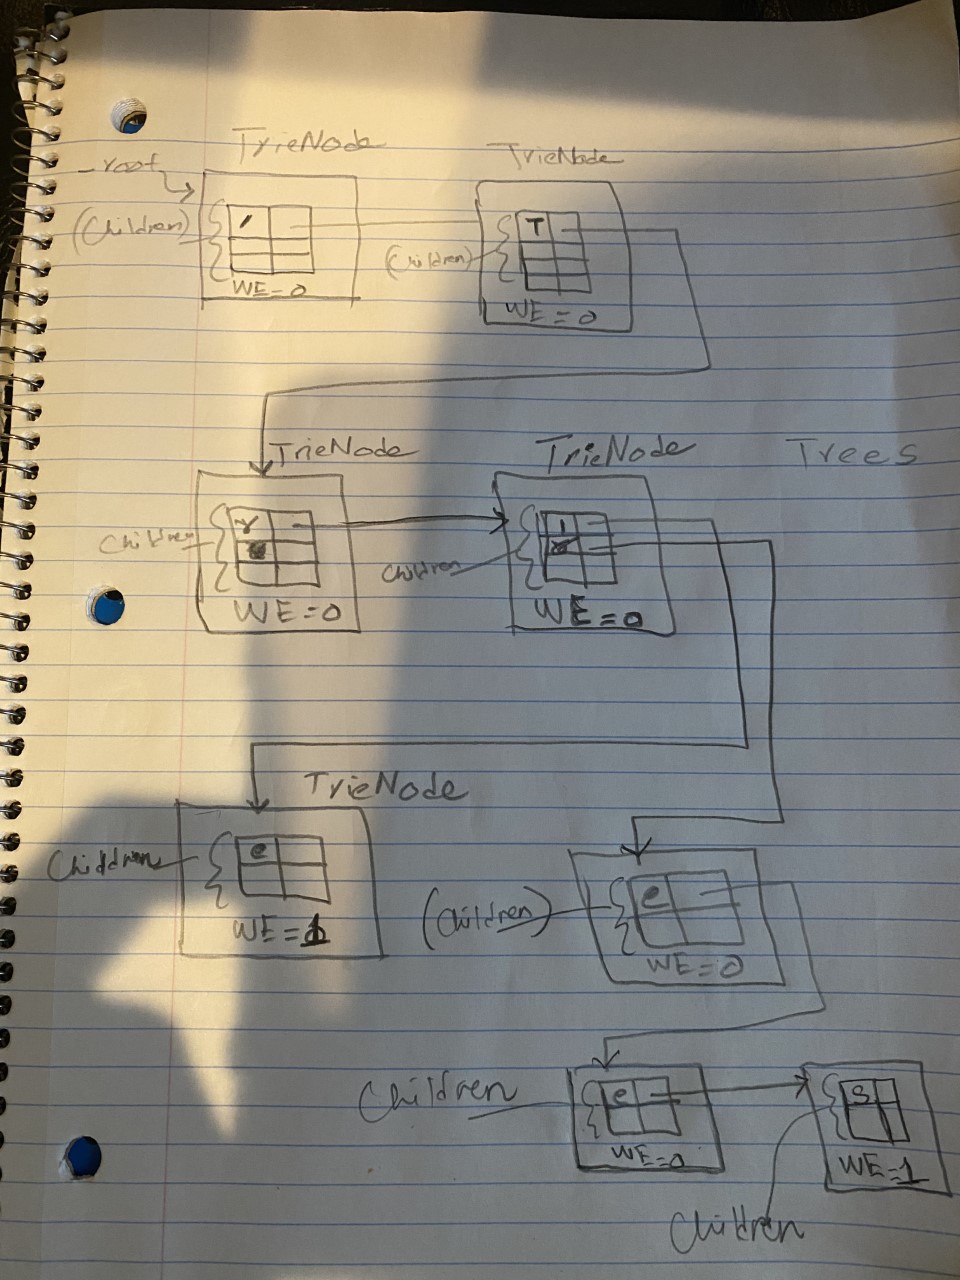 TrieNode
TrieNode
_root
(Children)
WE=0
(Children)
T
WE=0
TrieNode
TrieNode
Trees
Children
r
WE=0
Children
i
WE=0
TrieNode
Children
e
WE=1
(Children)
e
WE=0
Children
e
WE=0
S
WE=1
Children